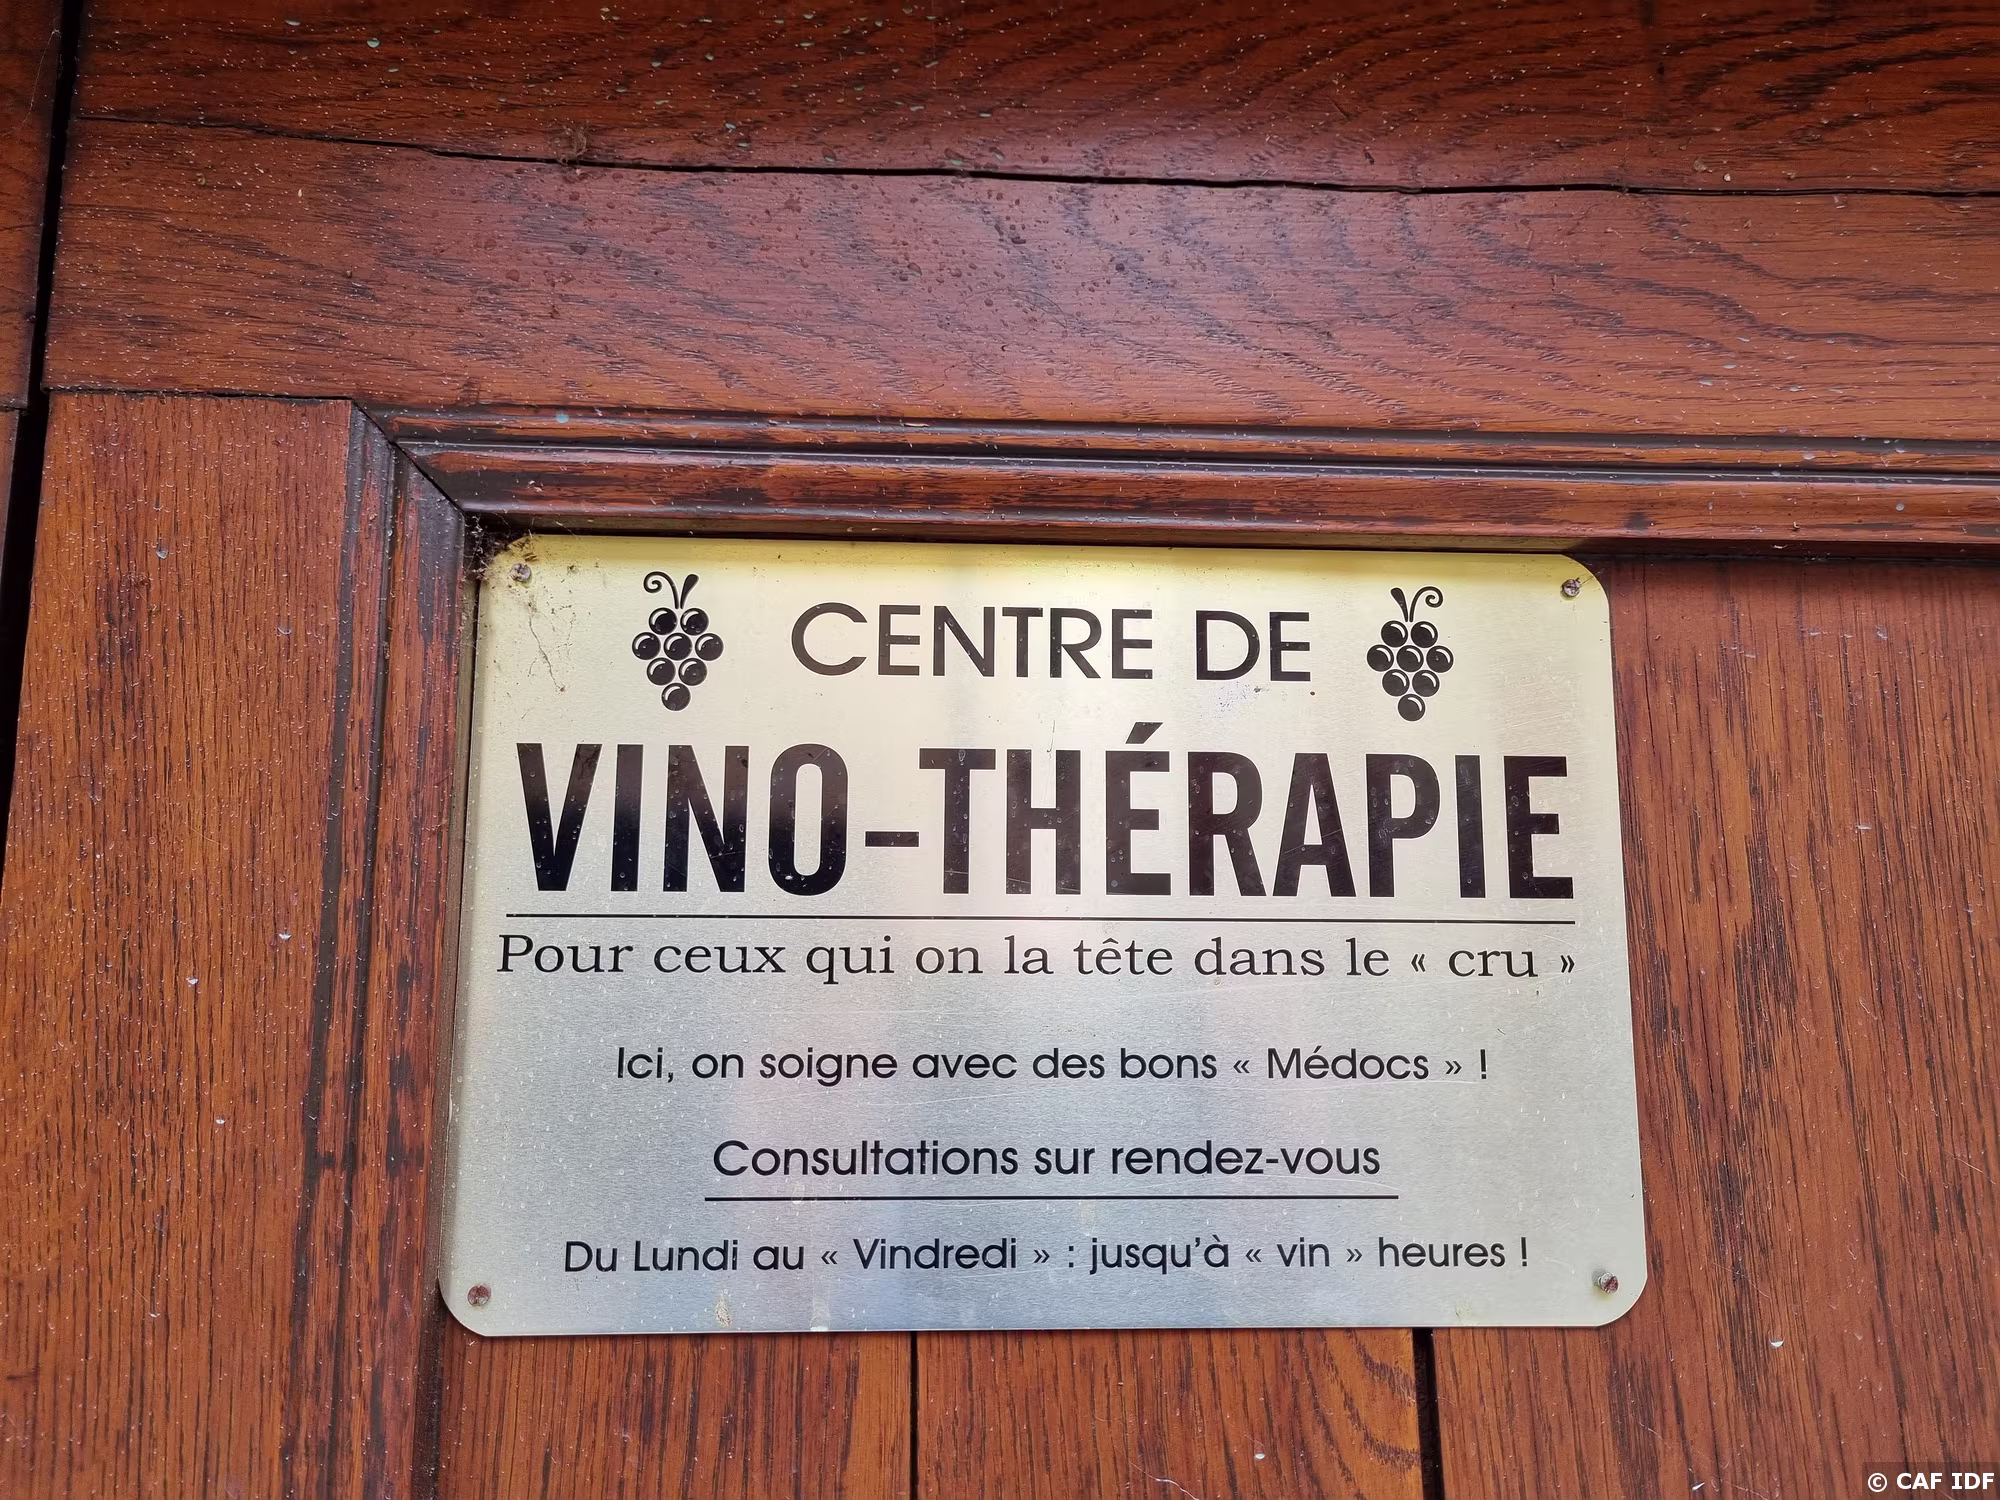 CENTRE DE
VINO-THÉRAPIE
Pour ceux qui on la tête dans le « cru »
Ici, on soigne avec des bons « Médocs » !
Consultations sur rendez-vous
Du Lundi au « Vindredi » : jusqu'à « vin » heures !
© CAF IDF